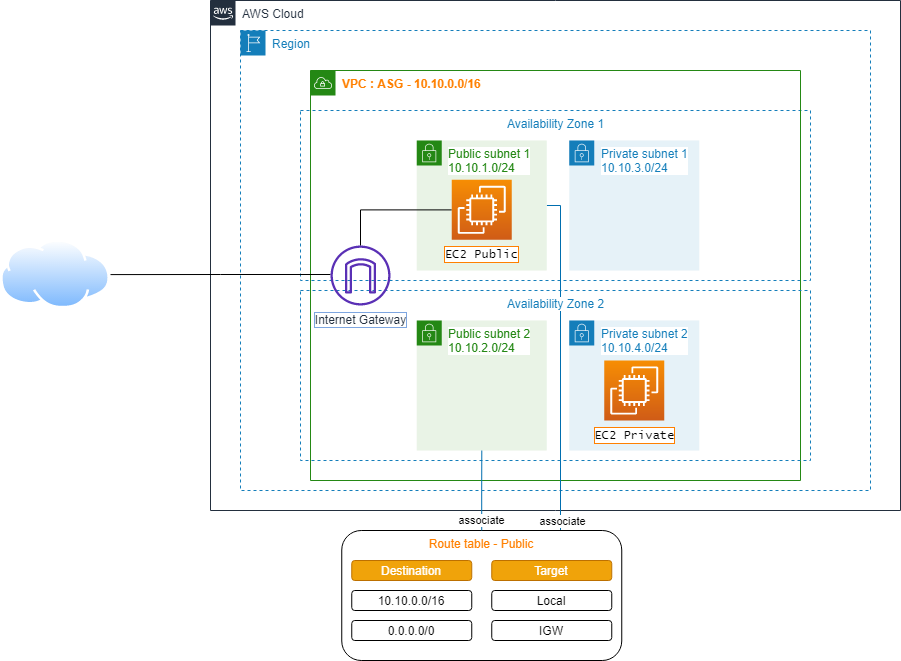 aws
AWS Cloud
Region
VPC : ASG - 10.10.0.0/16
Availability Zone 1
Public subnet 1
10.10.1.0/24
Private subnet 1
10.10.3.0/24
EC2 Public
Internet Gateway
Availability Zone 2
Public subnet 2
10.10.2.0/24
Private subnet 2
10.10.4.0/24
EC2 Private
associate
associate
Route table - Public
Destination
Target
10.10.0.0/16
Local
0.0.0.0/0
IGW